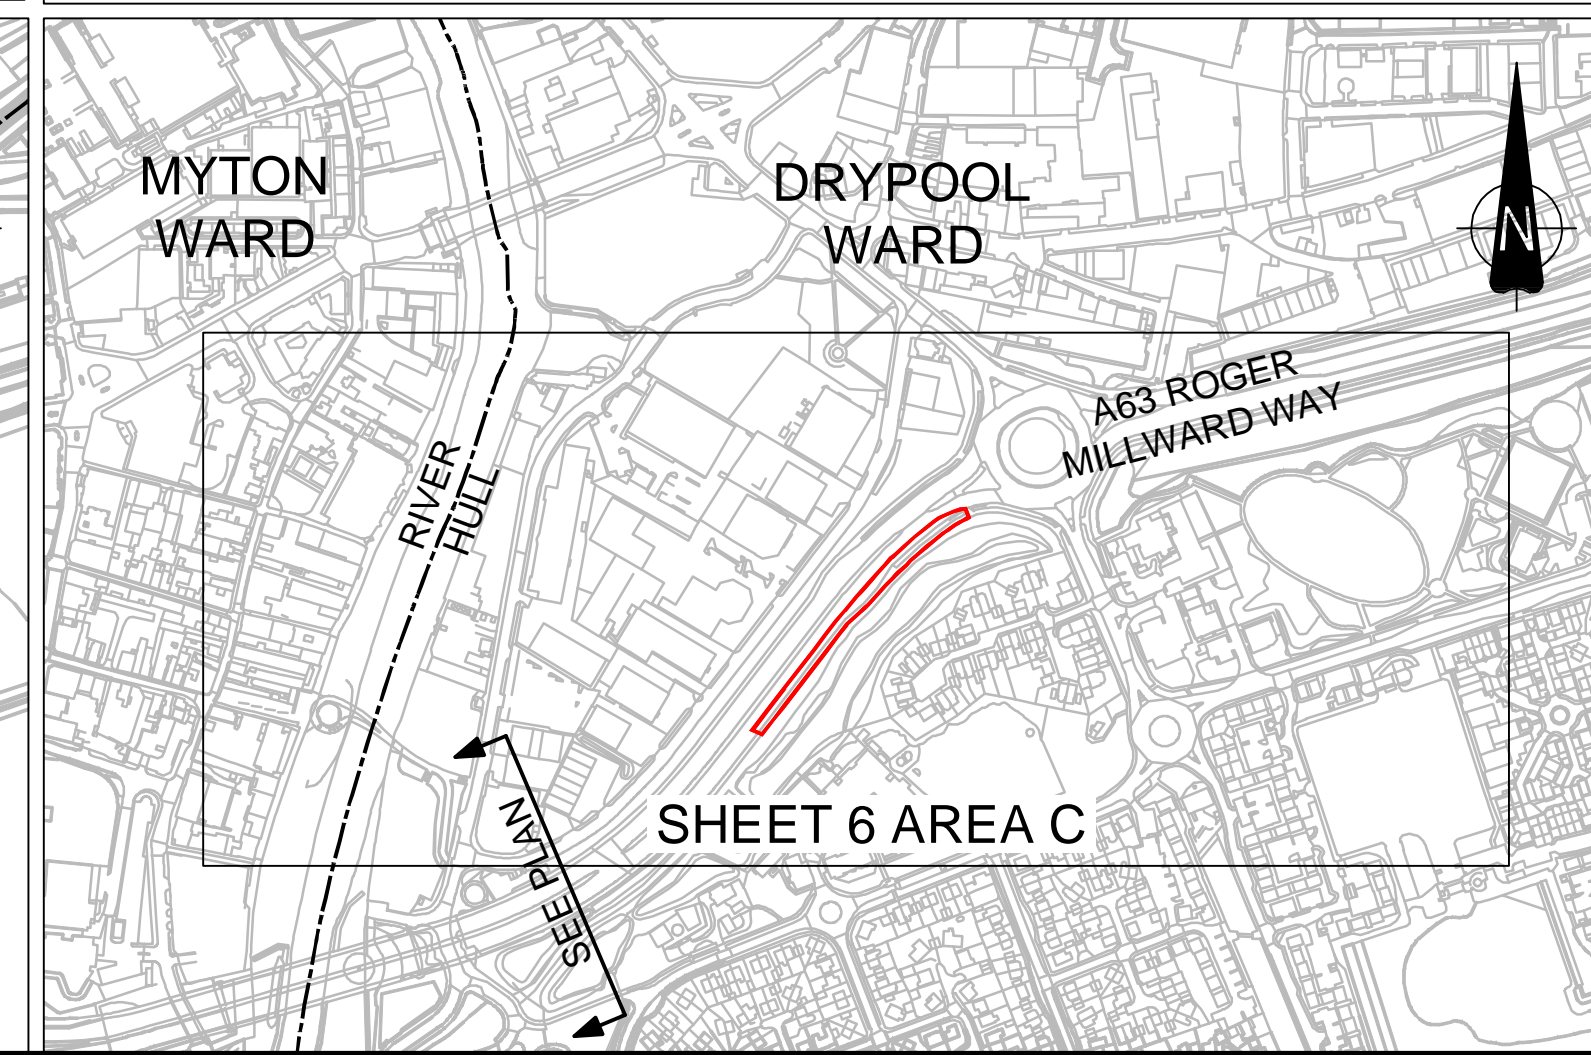 MYTON
WARD
DRYPOOL
WARD
N
A63 ROGER
MILLWARD WAY
RIVER
HULL
SEE PLAN
SHEET 6 AREA C